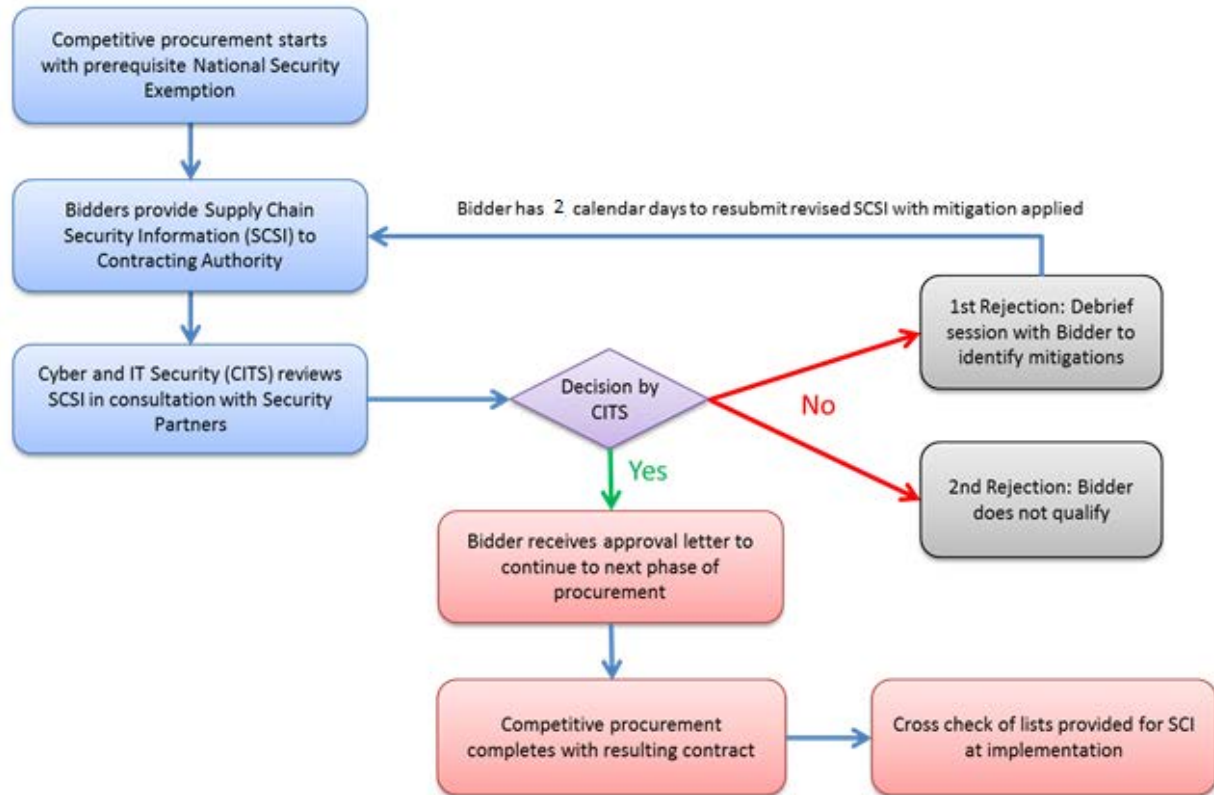 Competitive procurement starts
with prerequisite National Security
Exemption
Bidders provide Supply Chain
Security Information (SCSI) to
Contracting Authority
Bidder has 2 calendar days to resubmit revised SCSI with mitigation applied
1st Rejection: Debrief
session with Bidder to
identify mitigations
Cyber and IT Security (CITS) reviews
SCSI in consultation with Security
Partners
Decision by
CITS
No
Yes
2nd Rejection: Bidder
does not qualify
Bidder receives approval letter to
continue to next phase of
procurement
Competitive procurement
completes with resulting contract
Cross check of lists provided for SCI
at implementation